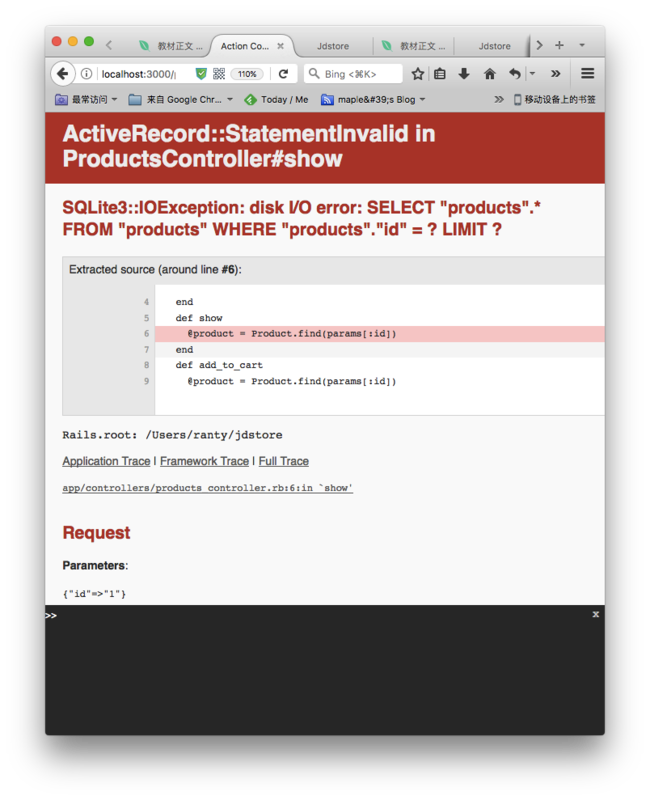 教材正文 ...
Action Co...
Jdstore
教材正文 ...
Jdstore
localhost:3000/
110%
Bing <⌘K>
最常访问
来自 Google Chr...
Today / Me
maple&#39;s Blog
移动设备上的书签
ActiveRecord::StatementInvalid in
ProductsController#show
SQLite3::IOException: disk I/O error: SELECT "products".*
FROM "products" WHERE "products"."id" = ? LIMIT ?
Extracted source (around line #6):
4 end
5 def show
6 @product = Product.find(params[:id])
7 end
8 def add_to_cart
9 @product = Product.find(params[:id])
Rails.root: /Users/ranty/jdstore
Application Trace | Framework Trace | Full Trace
app/controllers/products_controller.rb:6:in `show'
Request
Parameters:
{"id"=>"1"}
>>
x